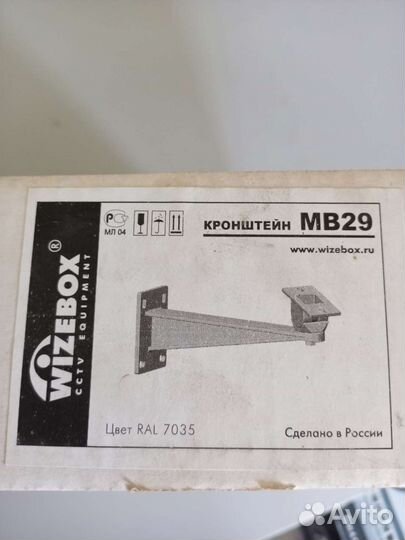 WIZEBOX®
CCTV EQUIPMENT
МЛ 04
КРОНШТЕЙН MB29
www.wizebox.ru
Цвет RAL 7035
Сделано в России
Avito